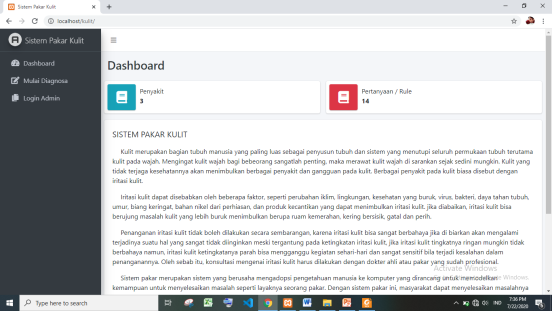 Sistem Pakar Kulit
localhost/kulit/
Sistem Pakar Kulit
Dashboard
Mulai Diagnosa
Login Admin
Dashboard
Penyakit
3
Pertanyaan / Rule
14
SISTEM PAKAR KULIT
Kulit merupakan bagian tubuh manusia yang paling luas sebagai penyusun tubuh dan sistem yang menutupi seluruh permukaan tubuh terutama
kulit pada wajah. Mengingat kulit wajah bagi beborang sangatlah penting, maka merawat kulit wajah di sarankan sejak sedini mungkin. Kulit yang
tidak terjaga kesehatannya akan menimbulkan berbagai penyakit dan gangguan pada kulit. Berbagai penyakit pada kulit biasa disebut dengan
iritasi kulit.
Iritasi kulit dapat disebabkan oleh beberapa faktor, seperti perubahan iklim, lingkungan, kesehatan yang buruk, virus, bakteri, daya tahan tubuh,
umur, biang keringat, bahan nikel dari perhiasan, dan produk kecantikan yang dapat menimbulkan iritasi kulit. jika diabaikan, iritasi kulit bisa
berujung masalah kulit yang lebih buruk menimbulkan berupa ruam kemerahan, kering bersisik, gatal dan perih.
Penanganan iritasi kulit tidak boleh dilakukan secara sembarangan, karena iritasi kulit bisa sangat berbahaya jika di biarkan akan mengalami
terjadinya suatu hal yang sangat tidak diinginkan meski tergantung pada ketingkatan iritasi kulit, jika iritasi kulit tingkatnya ringan mungkin tidak
berbahaya namun, iritasi kulit ketingkatanya parah bisa mengganggu kegiatan sehari-hari dan sangat sensitif bila terjadi kesalahan dalam
penanganannya. Oleh sebab itu, konsultasi mengenai iritasi kulit harus dilakukan dengan dokter ahli atau pakar yang sudah profesional.
Activate Windows
Sistem pakar merupakan sistem yang berusaha mengadopsi pengetahuan manusia ke komputer yang dirancang untuk memodelkan
Windows.
kemampuan untuk menyelesaikan masalah seperti layaknya seorang pakar. Dengan sistem pakar ini, masyarakat dapat menyelesaikan masalahnya
Type here to search
IND
7:36 PM
7/22/2020